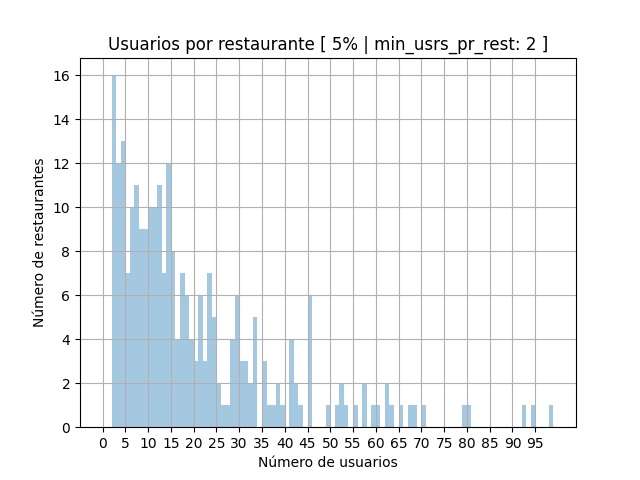 Usuarios por restaurante [ 5% | min_usrs_pr_rest: 2 ]
16
14
12
10
8
6
4
2
0
Número de restaurantes
0 5 10 15 20 25 30 35 40 45 50 55 60 65 70 75 80 85 90 95
Número de usuarios